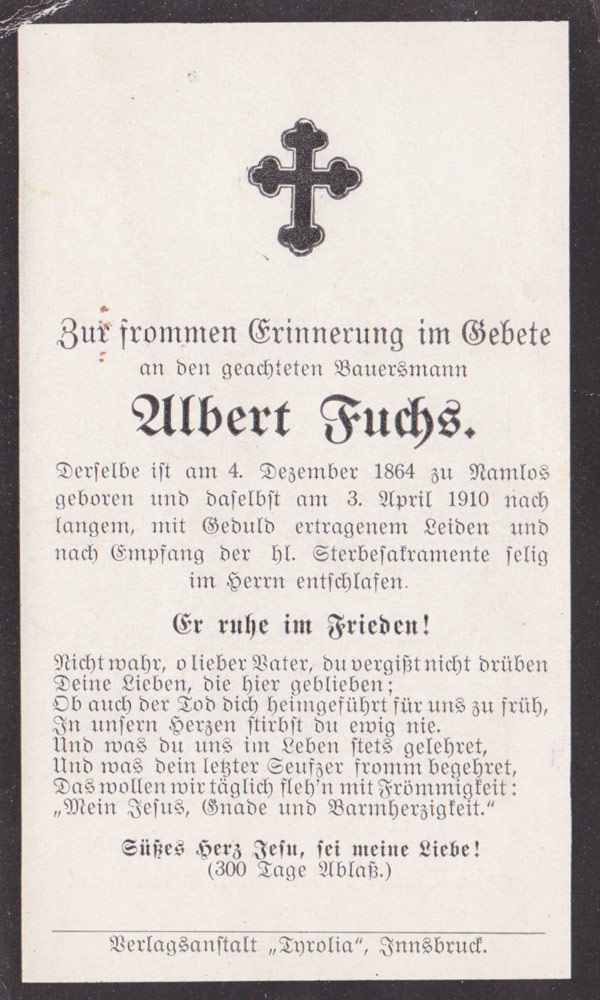 Zur frommen Erinnerung im Gebete
an den geachteten Bauersmann
Albert Fuchs.
Derselbe ist am 4. Dezember 1864 zu Namlos
geboren und daselbst am 3. April 1910 nach
langem, mit Geduld ertragenem Leiden und
nach Empfang der hl. Sterbesakramente selig
im Herrn entschlafen.
Er ruhe im Frieden!
Nicht wahr, o lieber Vater, du vergißt nicht drüben
Deine Lieben, die hier geblieben;
Ob auch der Tod dich heimgeführt für uns zu früh,
In unsern Herzen stirbst du ewig nie.
Und was du uns im Leben stets gelehret,
Und was dein letzter Seufzer fromm begehret,
Das wollen wir täglich fleh'n mit Frömmigkeit:
„Mein Jesus, Gnade und Barmherzigkeit."
Süßes Herz Jesu, sei meine Liebe!
(300 Tage Ablaß.)
Verlagsanstalt „Tyrolia", Innsbruck.